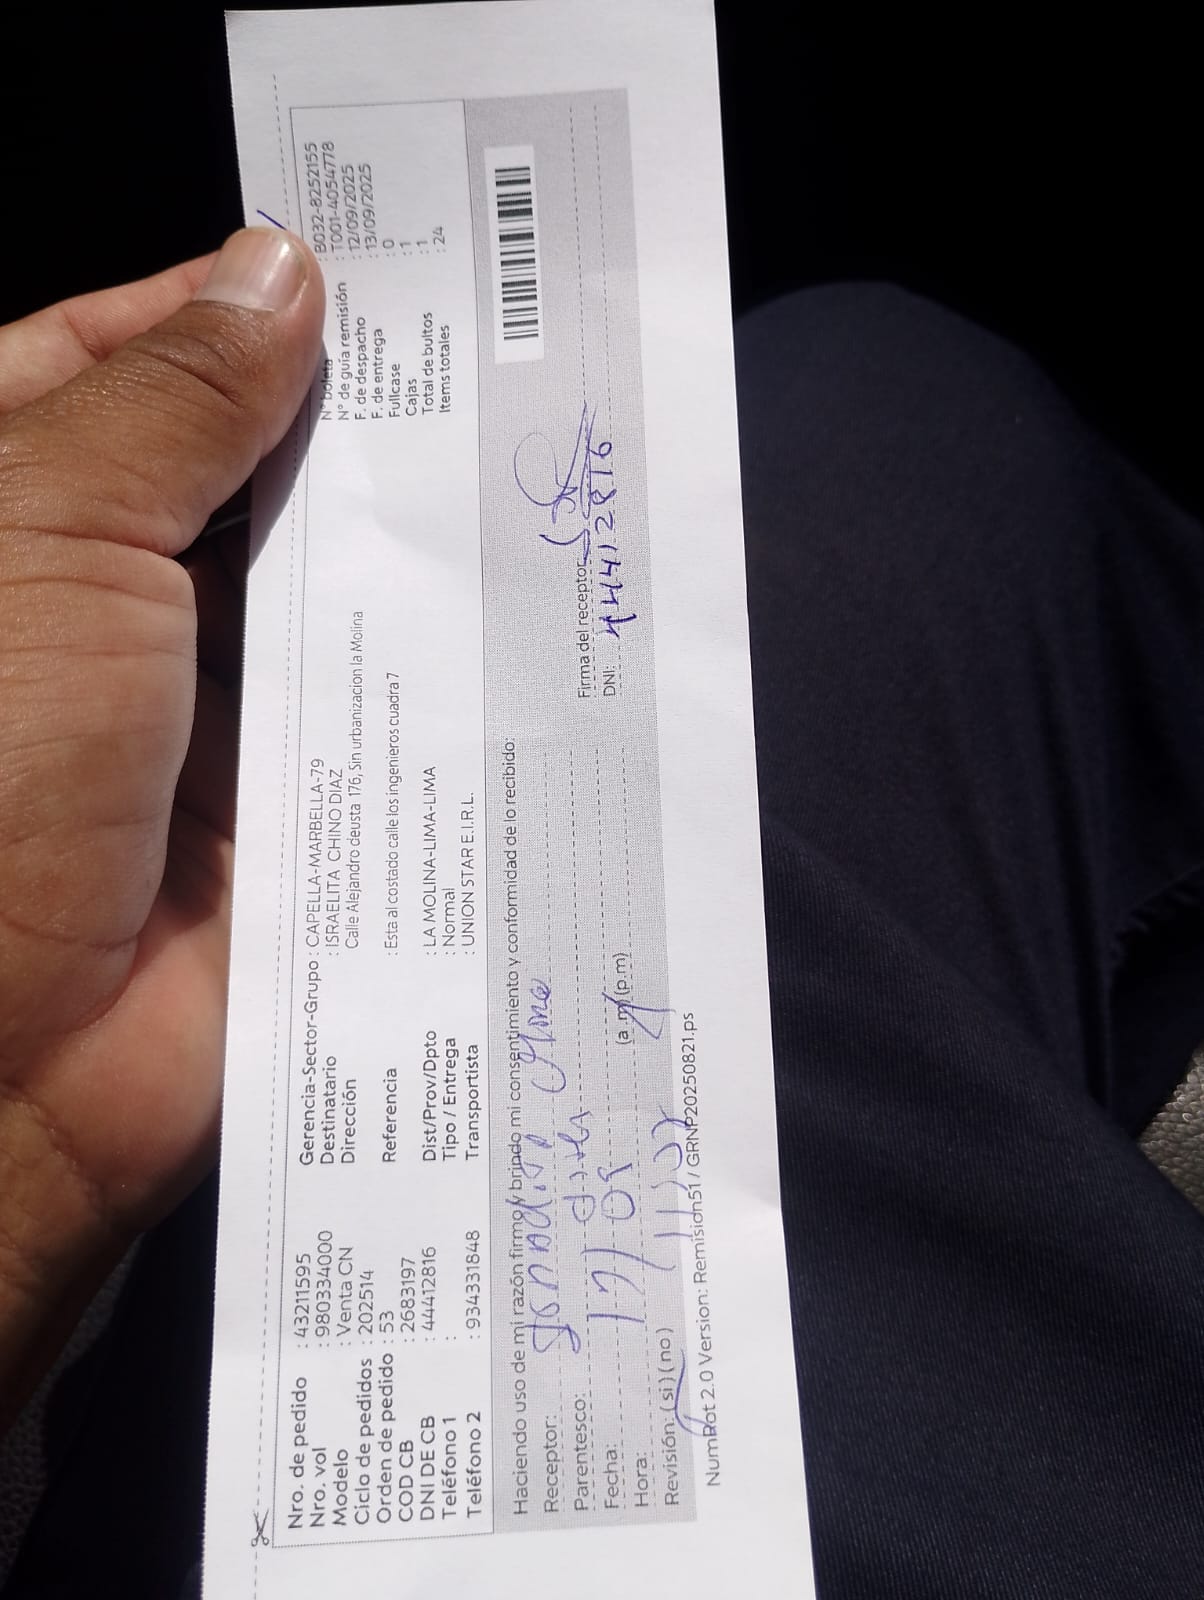 Nro. de pedido : 43211595
Nro. vol : 980334000
Modelo : Venta CN
Ciclo de pedidos : 202514
Orden de pedido : 53
COD CB : 2683197
DNI DE CB : 44412816
Teléfono 1 :
Teléfono 2 : 934331848
Gerencia-Sector-Grupo : CAPELLA-MARBELLA-79
Destinatario : ISRAELITA CHINO DIAZ
Dirección Calle Alejandro deusta 176, Sin urbanizacion la Molina
Referencia : Esta al costado calle los ingenieros cuadra 7
Dist/Prov/Dpto : LA MOLINA-LIMA-LIMA
Tipo / Entrega : Normal
Transportista : UNION STAR E.I.R.L.
N° boleta : B032-8252155
N° de guía remisión : T001-4054778
F. de despacho : 12/09/2025
F. de entrega : 13/09/2025
Fullcase : 0
Cajas : 1
Total de bultos : 1
Items totales : 24
Haciendo uso de mi razón firmo y brindo mi consentimiento y conformidad de lo recibido:
Receptor:
Parentesco:
Fecha:
Hora: (a.m)(p.m)
Revisión: (si)(no)
Firma del receptor
DNI: 44412816
NumRot 2.0 Version: Remision51 / GRNP20250821.ps